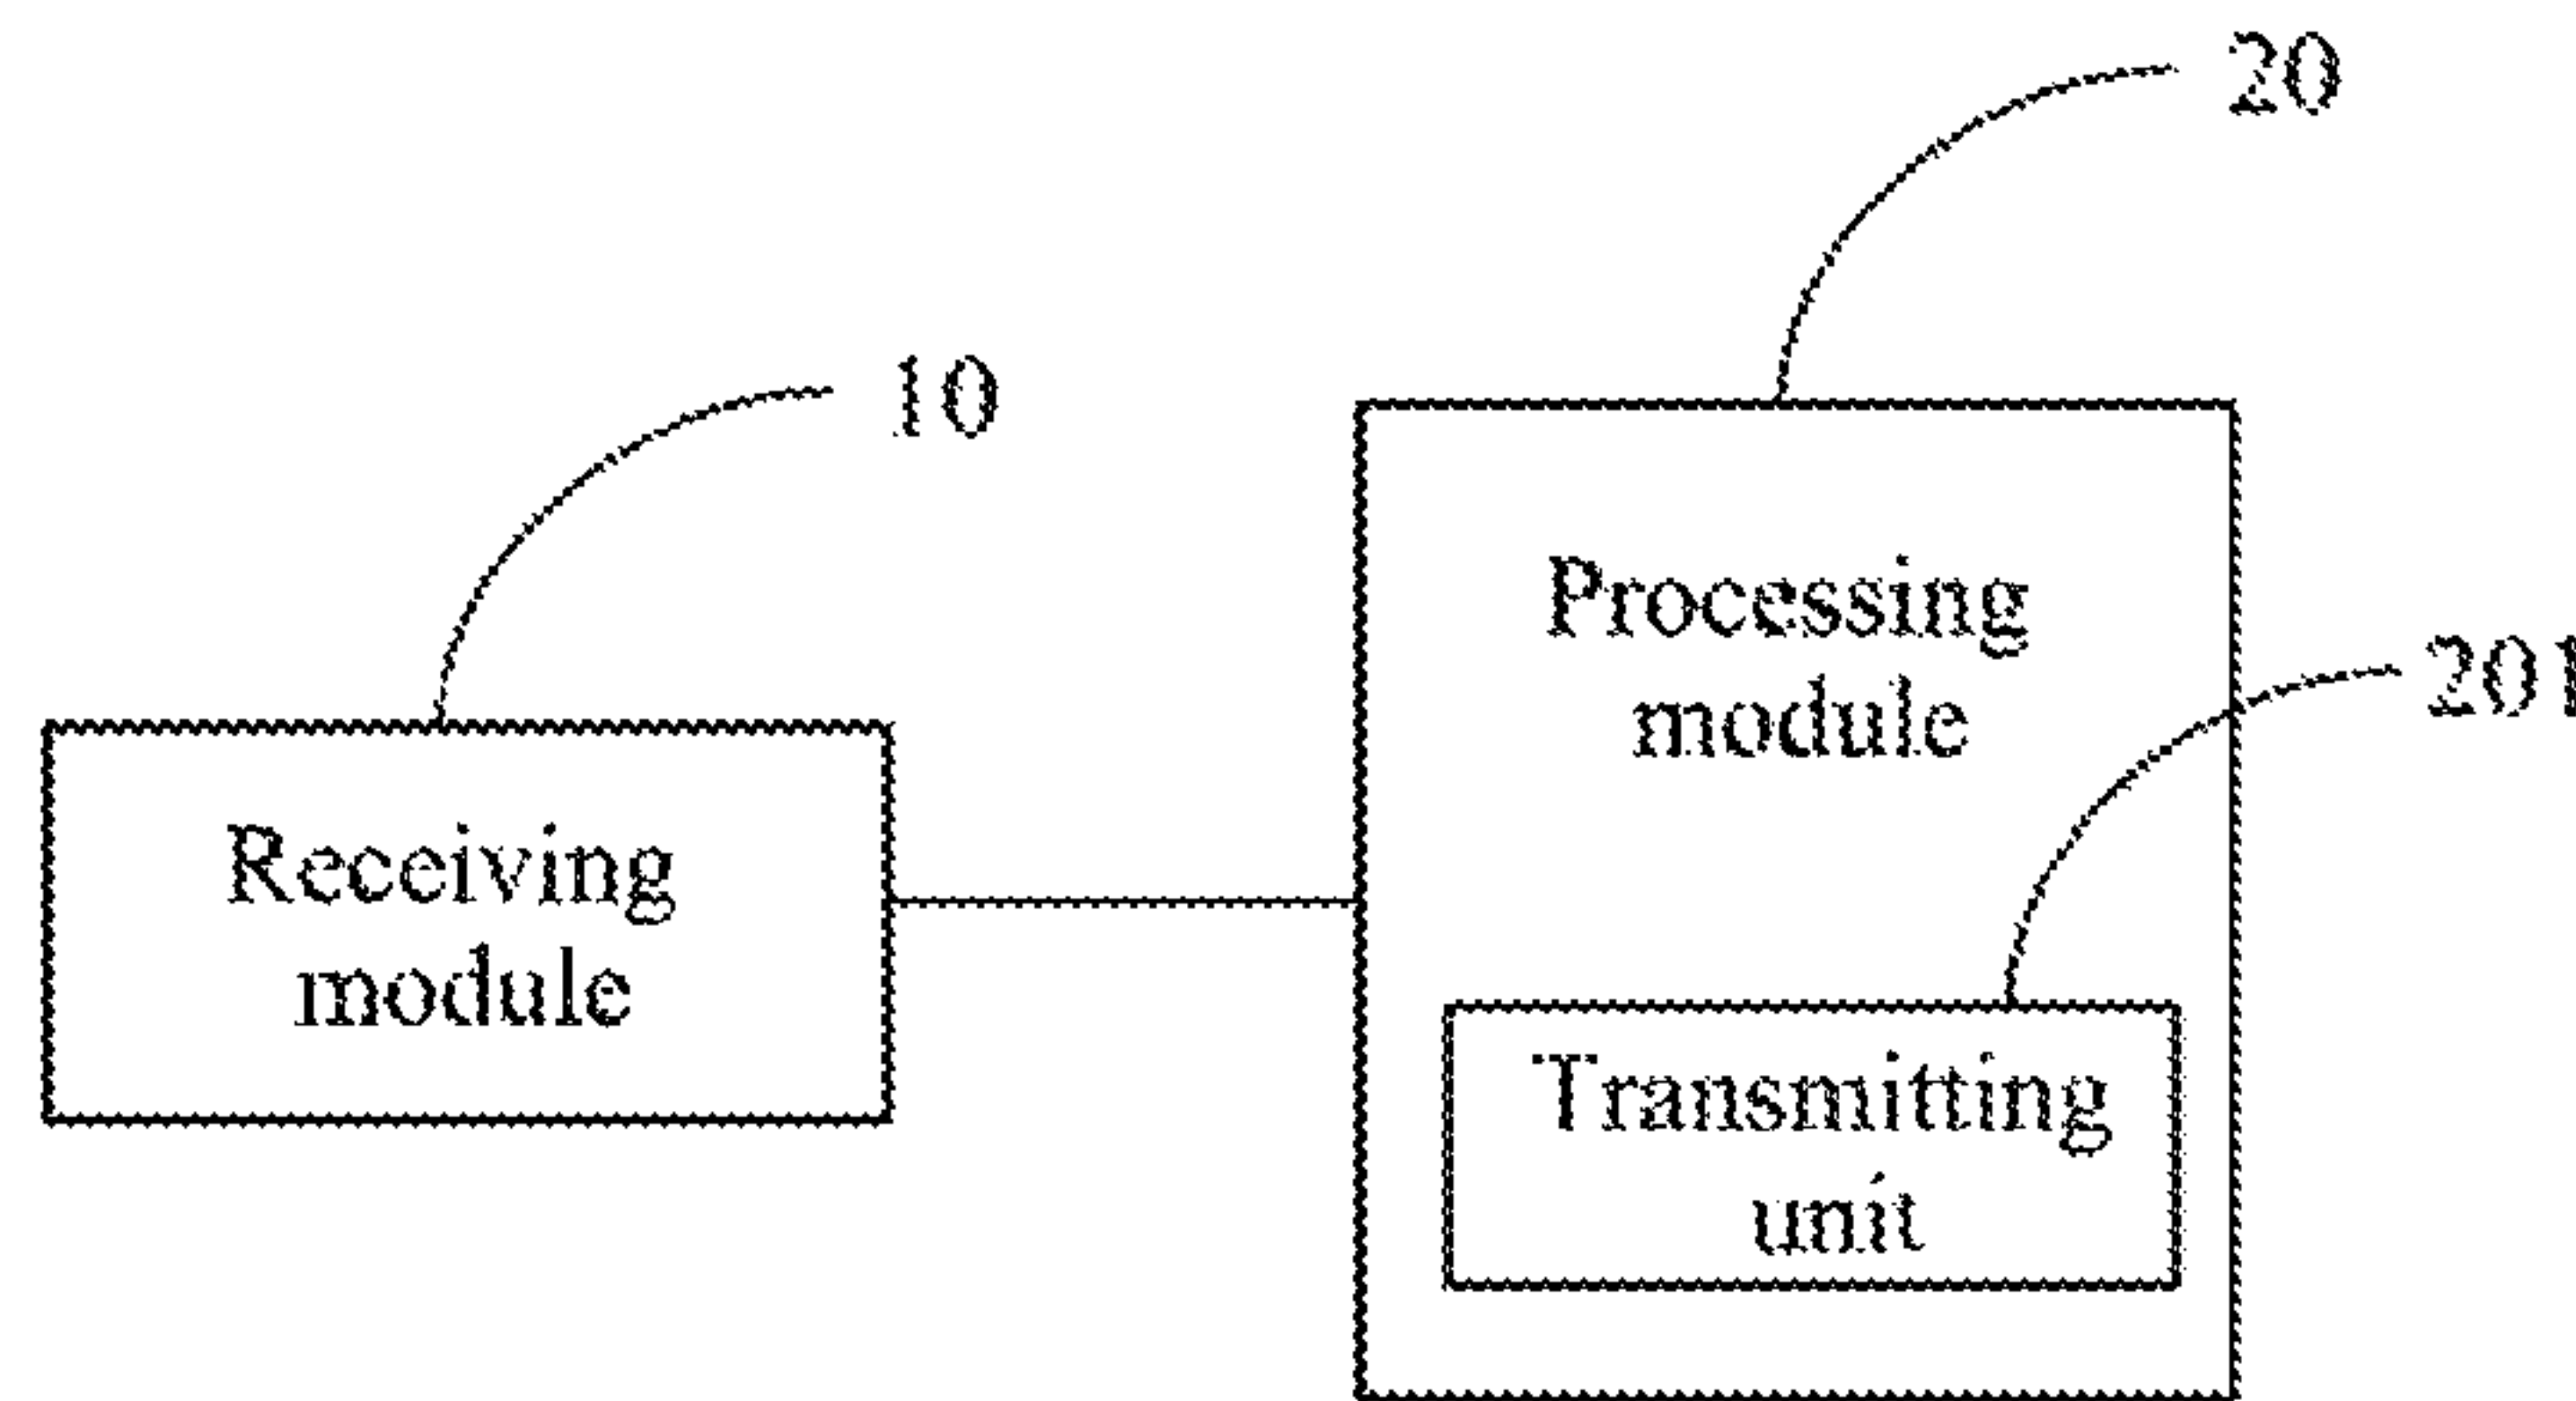 20
10
Processing
module
201
Receiving
module
Transmitting
unit